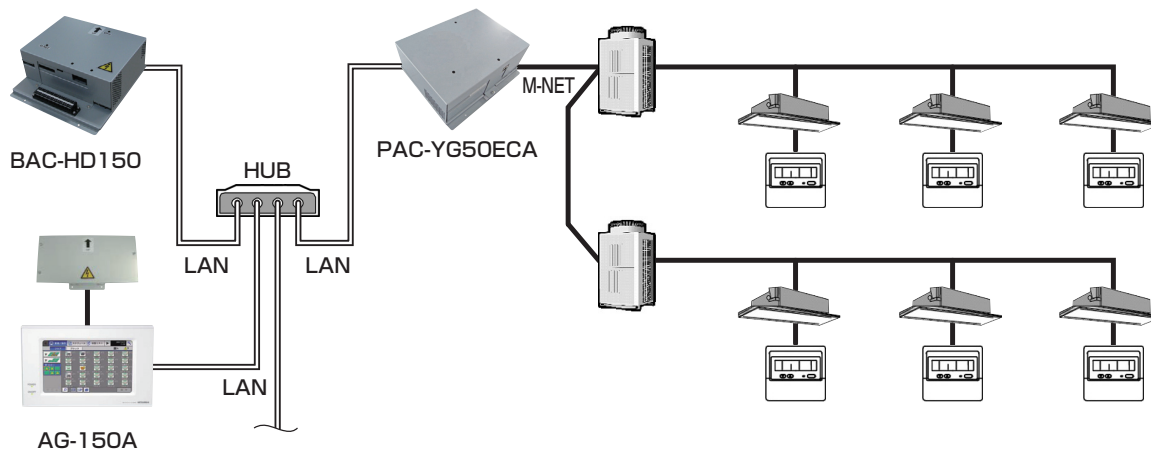 BAC-HD150
HUB
LAN
LAN
LAN
AG-150A
PAC-YG50ECA
M-NET